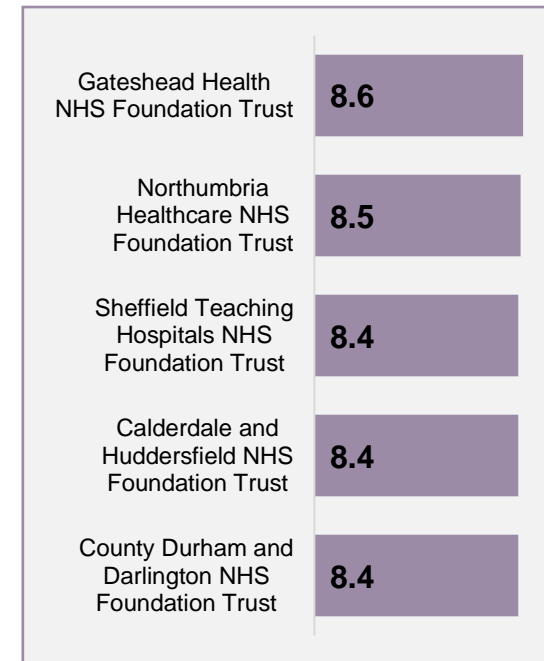 Gateshead Health
NHS Foundation Trust
8.6
Northumbria
Healthcare NHS
Foundation Trust
8.5
Sheffield Teaching
Hospitals NHS
Foundation Trust
8.4
Calderdale and
Huddersfield NHS
Foundation Trust
8.4
County Durham and
Darlington NHS
Foundation Trust
8.4